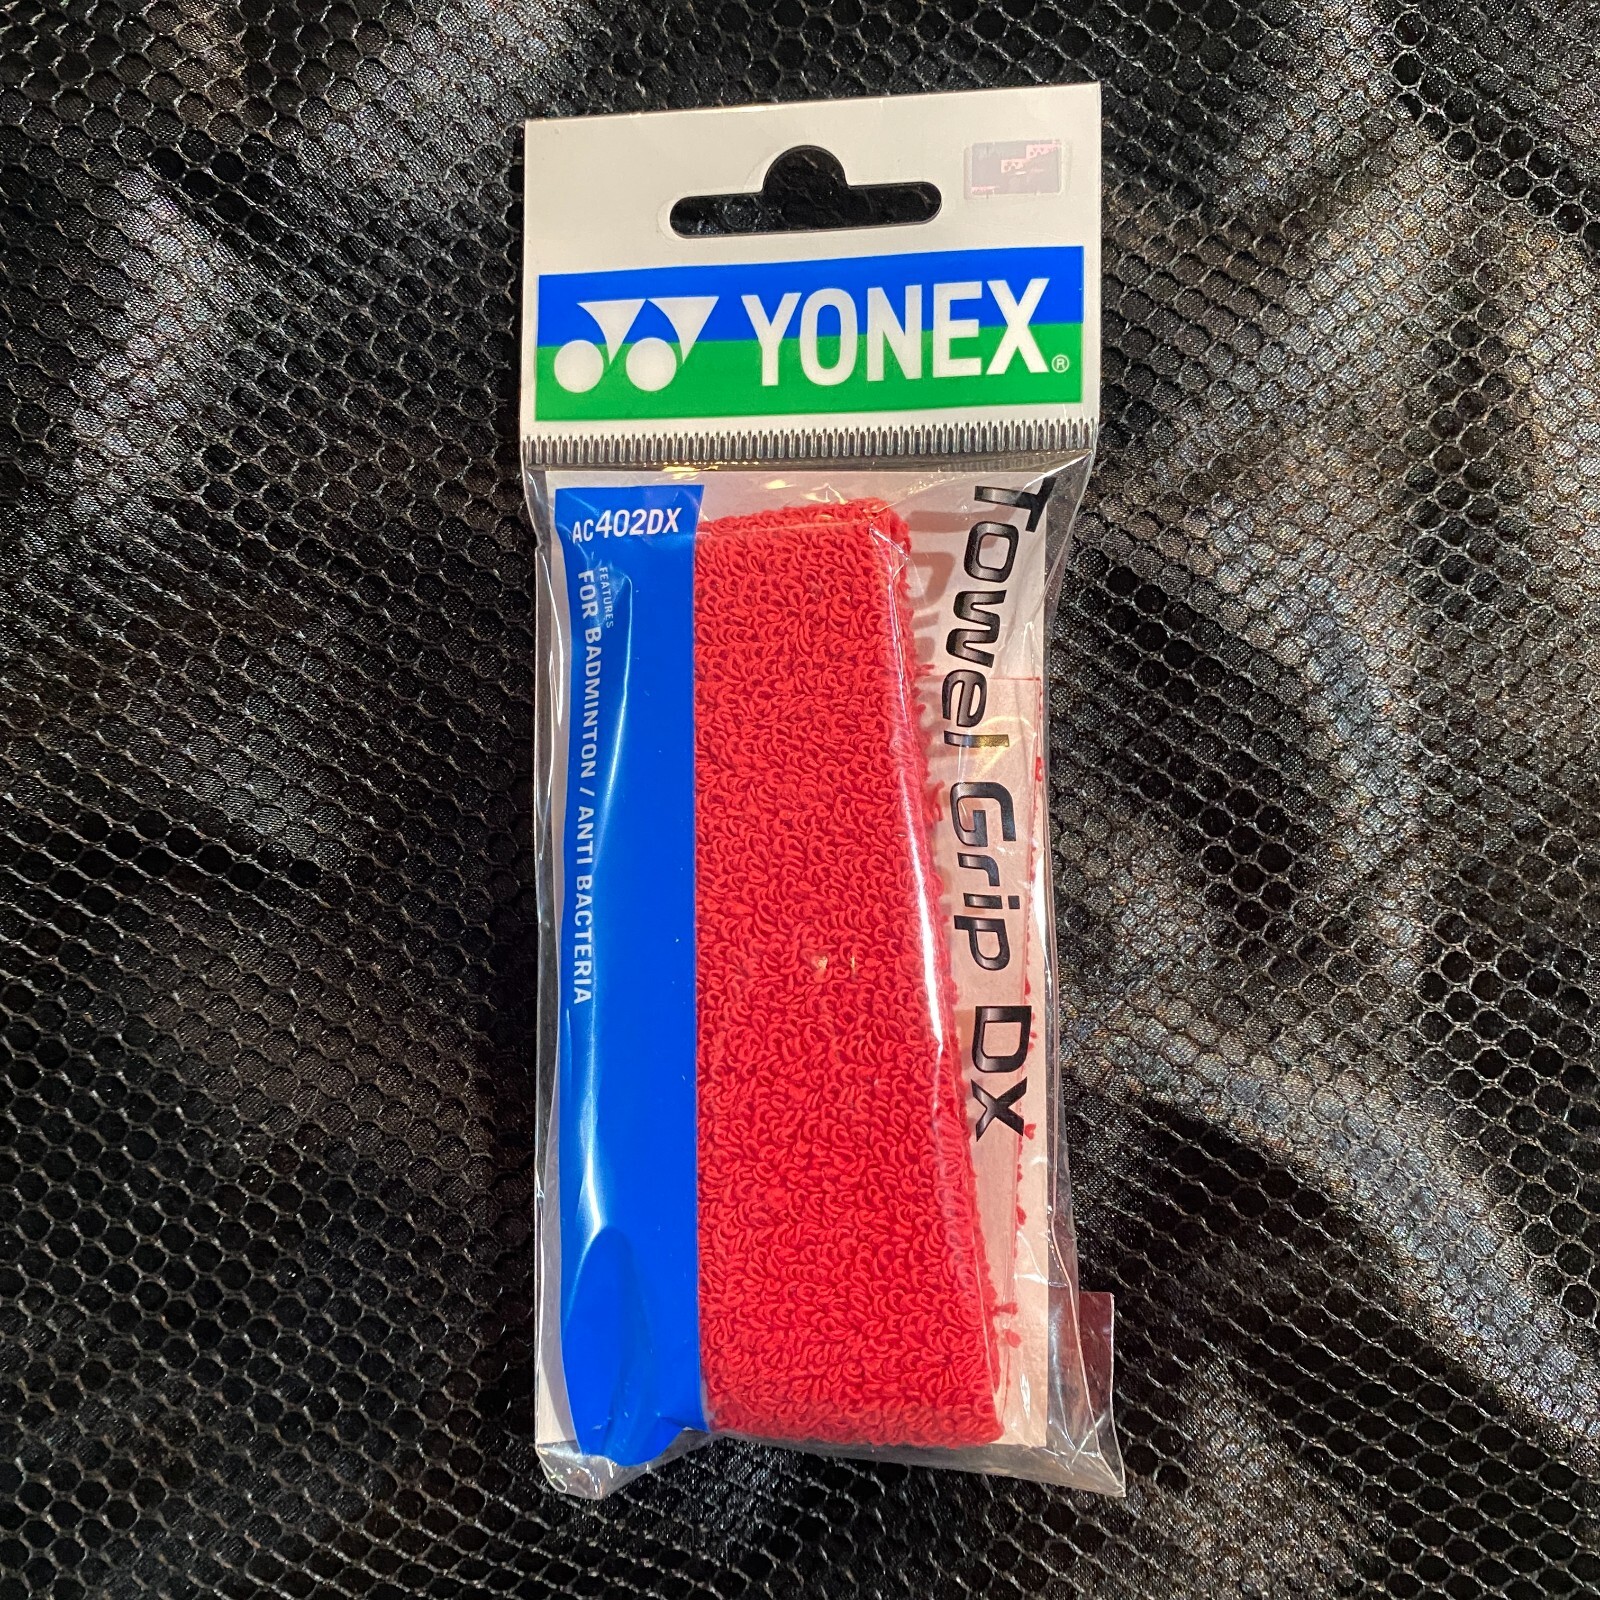 YONEX®
AC402DX
FEATURES
FOR BADMINTON / ANTI BACTERIA
Towel Grip DX